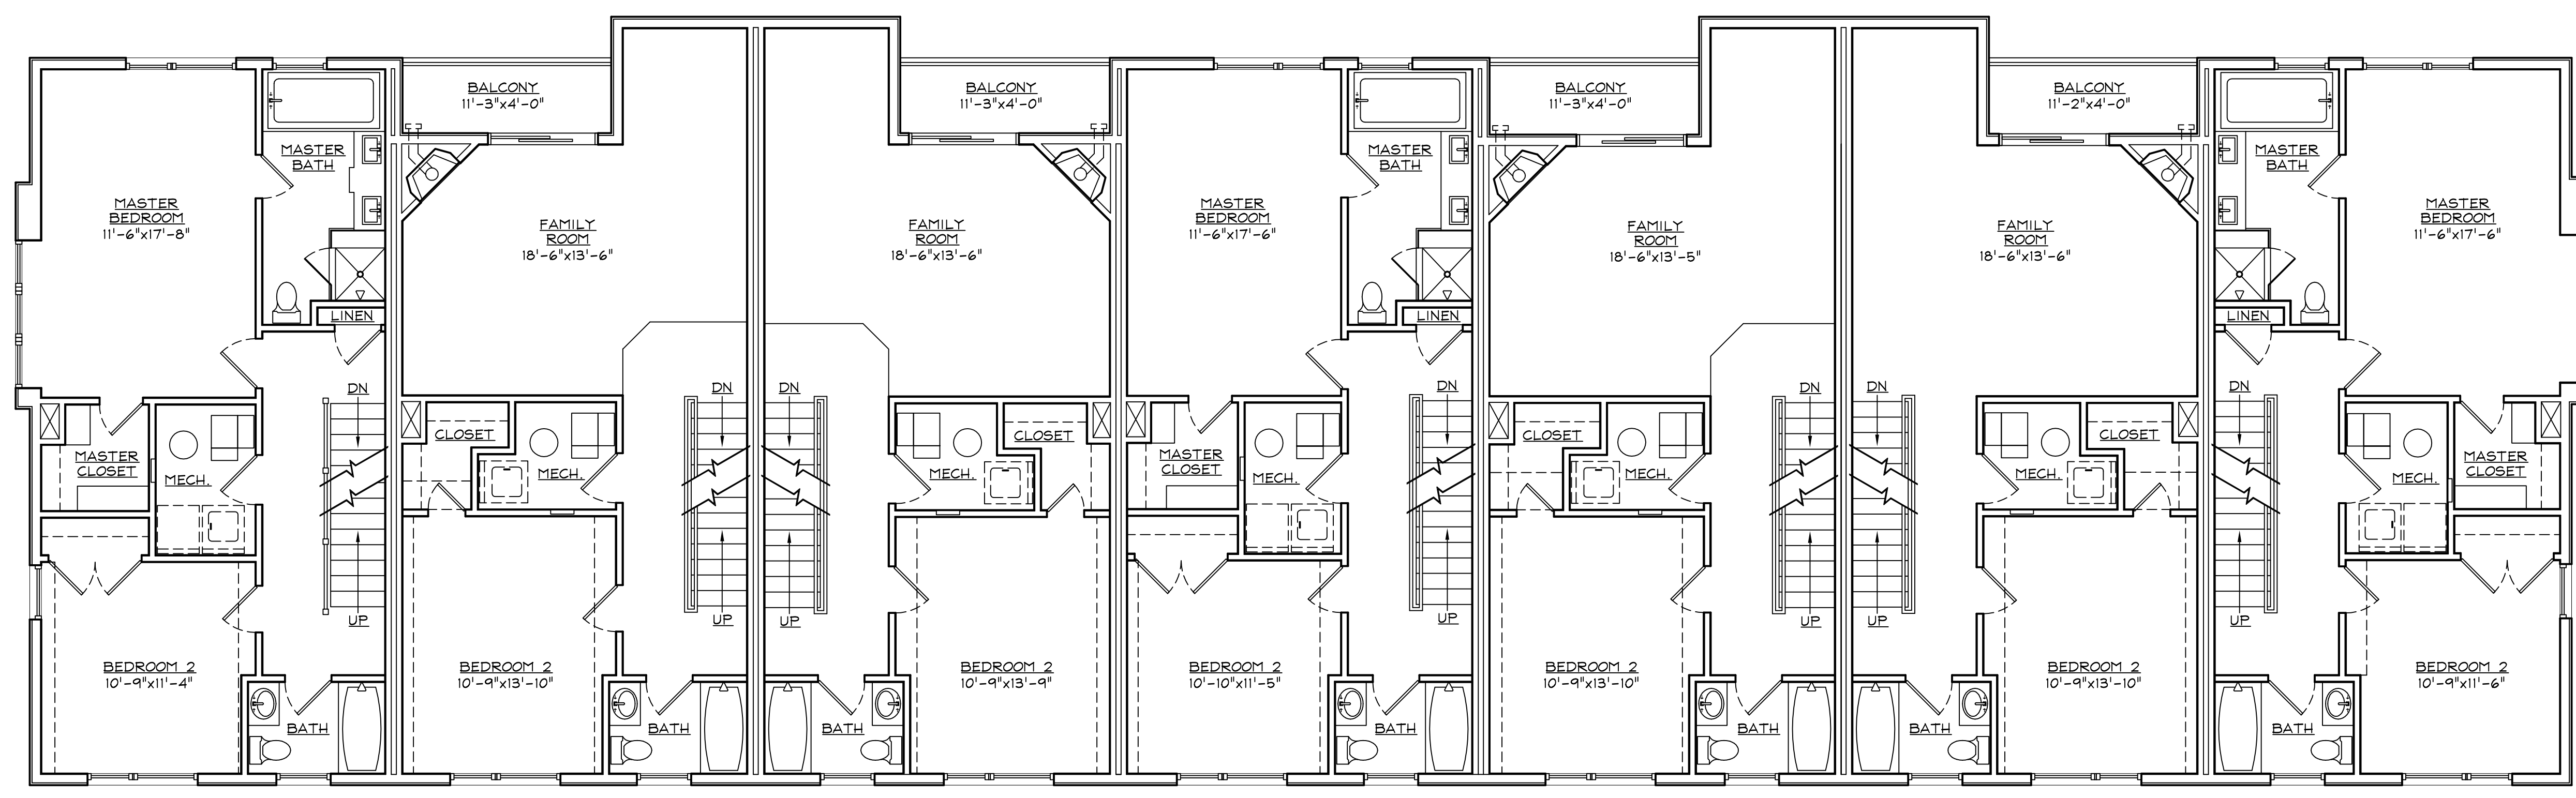 BALCONY
11'-3"x4'-0"
BALCONY
11'-3"x4'-0"
BALCONY
11'-3"x4'-0"
BALCONY
11'-2"x4'-0"
MASTER
BATH
MASTER
BATH
MASTER
BATH
MASTER
BEDROOM
11'-6"x17'-8"
FAMILY
ROOM
18'-6"x13'-6"
FAMILY
ROOM
18'-6"x13'-6"
MASTER
BEDROOM
11'-6"x17'-6"
FAMILY
ROOM
18'-6"x13'-5"
FAMILY
ROOM
18'-6"x13'-6"
MASTER
BEDROOM
11'-6"x17'-6"
LINEN
LINEN
LINEN
DN
DN
DN
DN
DN
DN
DN
MASTER
CLOSET
MECH.
CLOSET
MECH.
MECH.
CLOSET
MASTER
CLOSET
MECH.
CLOSET
MECH.
MECH.
CLOSET
MECH.
MASTER
CLOSET
UP
UP
UP
UP
UP
UP
UP
BEDROOM 2
10'-9"x11'-4"
BEDROOM 2
10'-9"x13'-10"
BEDROOM 2
10'-9"x13'-9"
BEDROOM 2
10'-10"x11'-5"
BEDROOM 2
10'-9"x13'-10"
BEDROOM 2
10'-9"x13'-10"
BEDROOM 2
10'-9"x11'-6"
BATH
BATH
BATH
BATH
BATH
BATH
BATH